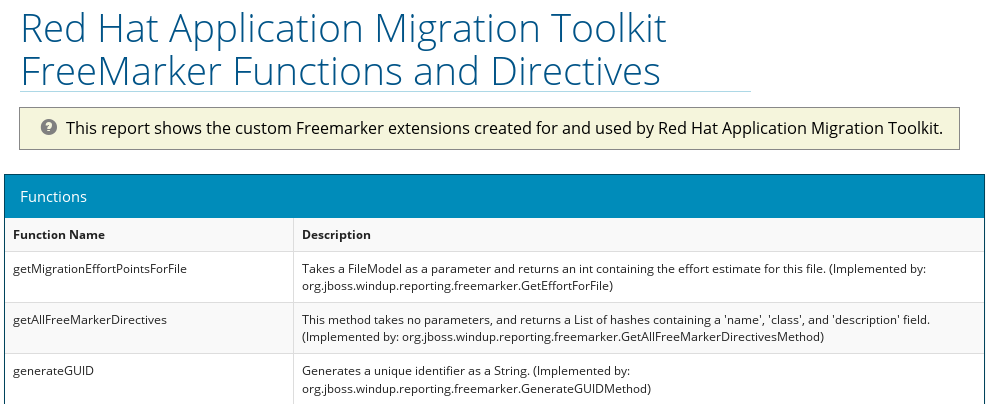 Red Hat Application Migration Toolkit
FreeMarker Functions and Directives
This report shows the custom Freemarker extensions created for and used by Red Hat Application Migration Toolkit.
Functions
Function Name Description
getMigrationEffortPointsForFile Takes a FileModel as a parameter and returns an int containing the effort estimate for this file. (Implemented by:
org.jboss.windup.reporting.freemarker.GetEffortForFile)
getAllFreeMarkerDirectives This method takes no parameters, and returns a List of hashes containing a 'name', 'class', and 'description' field.
(Implemented by: org.jboss.windup.reporting.freemarker.GetAllFreeMarkerDirectivesMethod)
generateGUID Generates a unique identifier as a String. (Implemented by:
org.jboss.windup.reporting.freemarker.GenerateGUIDMethod)